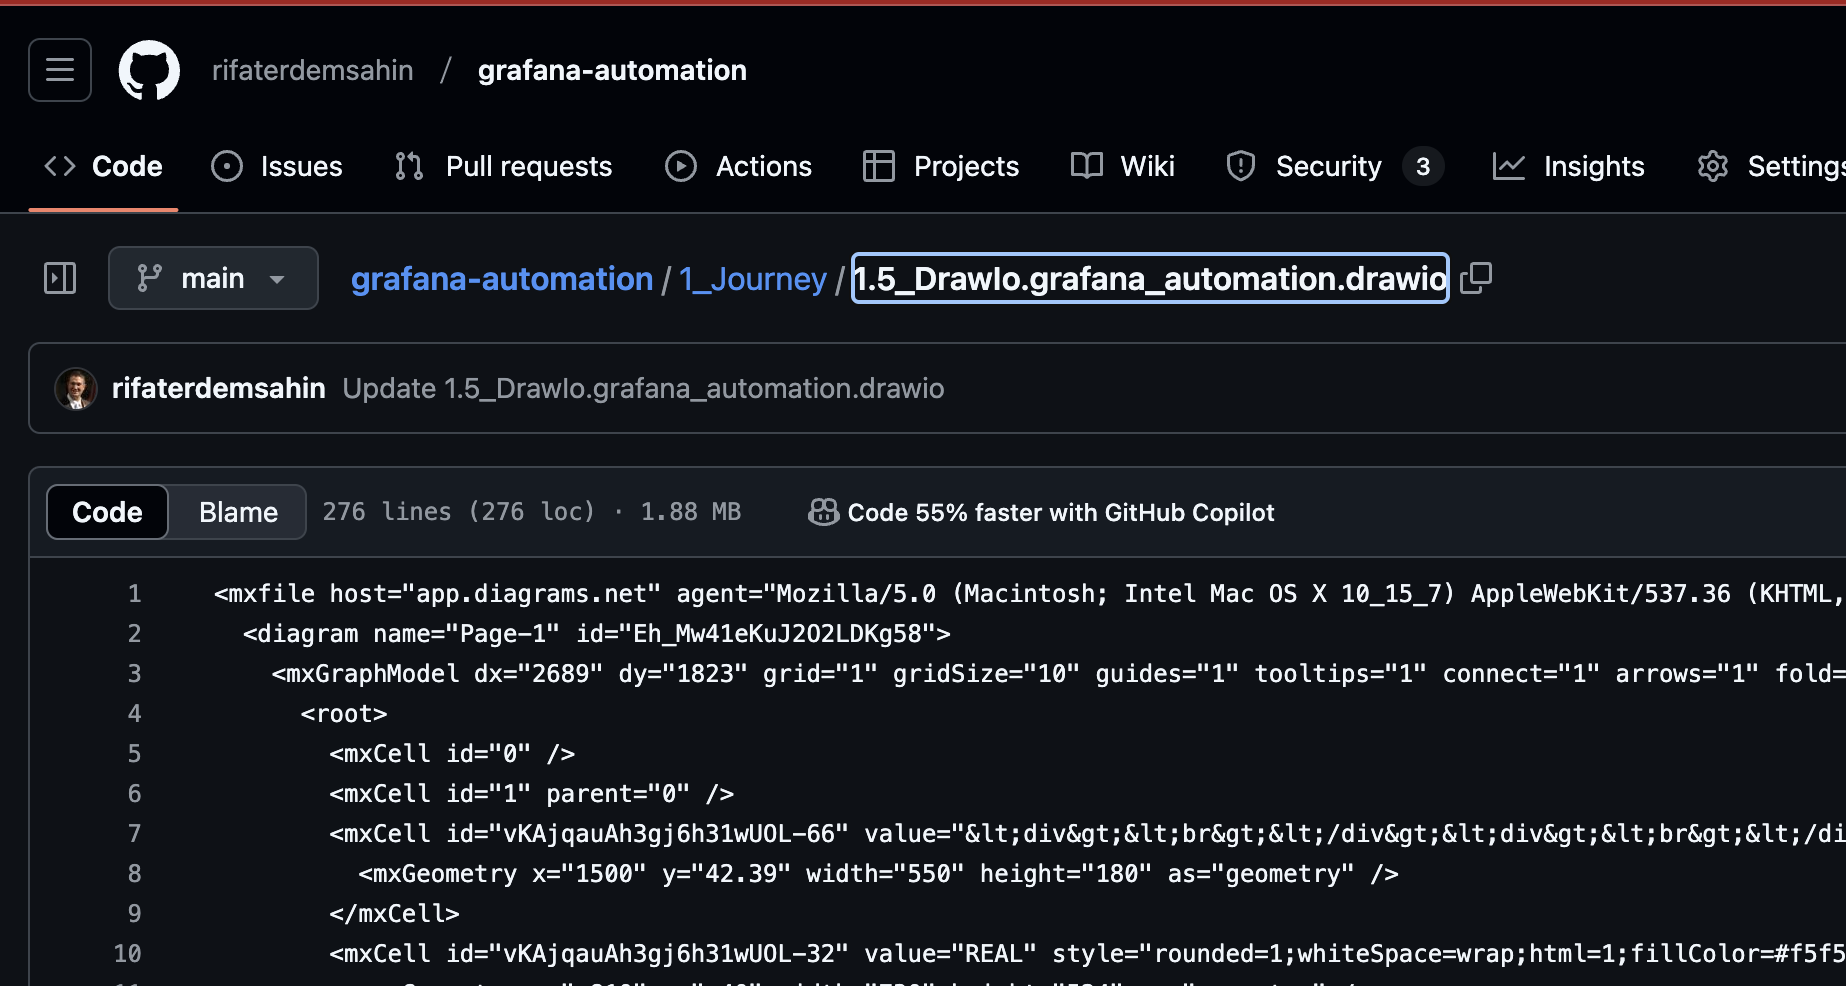 rifaterdemsahin / grafana-automation
Code Issues Pull requests Actions Projects Wiki Security 3 Insights Settings
main grafana-automation / 1_Journey / 1.5_DrawIo.grafana_automation.drawio
rifaterdemsahin Update 1.5_DrawIo.grafana_automation.drawio
Code Blame 276 lines (276 loc) · 1.88 MB Code 55% faster with GitHub Copilot
1 <mxfile host="app.diagrams.net" agent="Mozilla/5.0 (Macintosh; Intel Mac OS X 10_15_7) AppleWebKit/537.36 (KHTML,
2 <diagram name="Page-1" id="Eh_Mw41eKuJ2O2LDKg58">
3 <mxGraphModel dx="2689" dy="1823" grid="1" gridSize="10" guides="1" tooltips="1" connect="1" arrows="1" fold=
4 <root>
5 <mxCell id="0" />
6 <mxCell id="1" parent="0" />
7 <mxCell id="vKAjqauAh3gj6h31wUOL-66" value="&lt;div&gt;&lt;br&gt;&lt;/div&gt;&lt;div&gt;&lt;br&gt;&lt;/di
8 <mxGeometry x="1500" y="42.39" width="550" height="180" as="geometry" />
9 </mxCell>
10 <mxCell id="vKAjqauAh3gj6h31wUOL-32" value="REAL" style="rounded=1;whiteSpace=wrap;html=1;fillColor=#f5f5